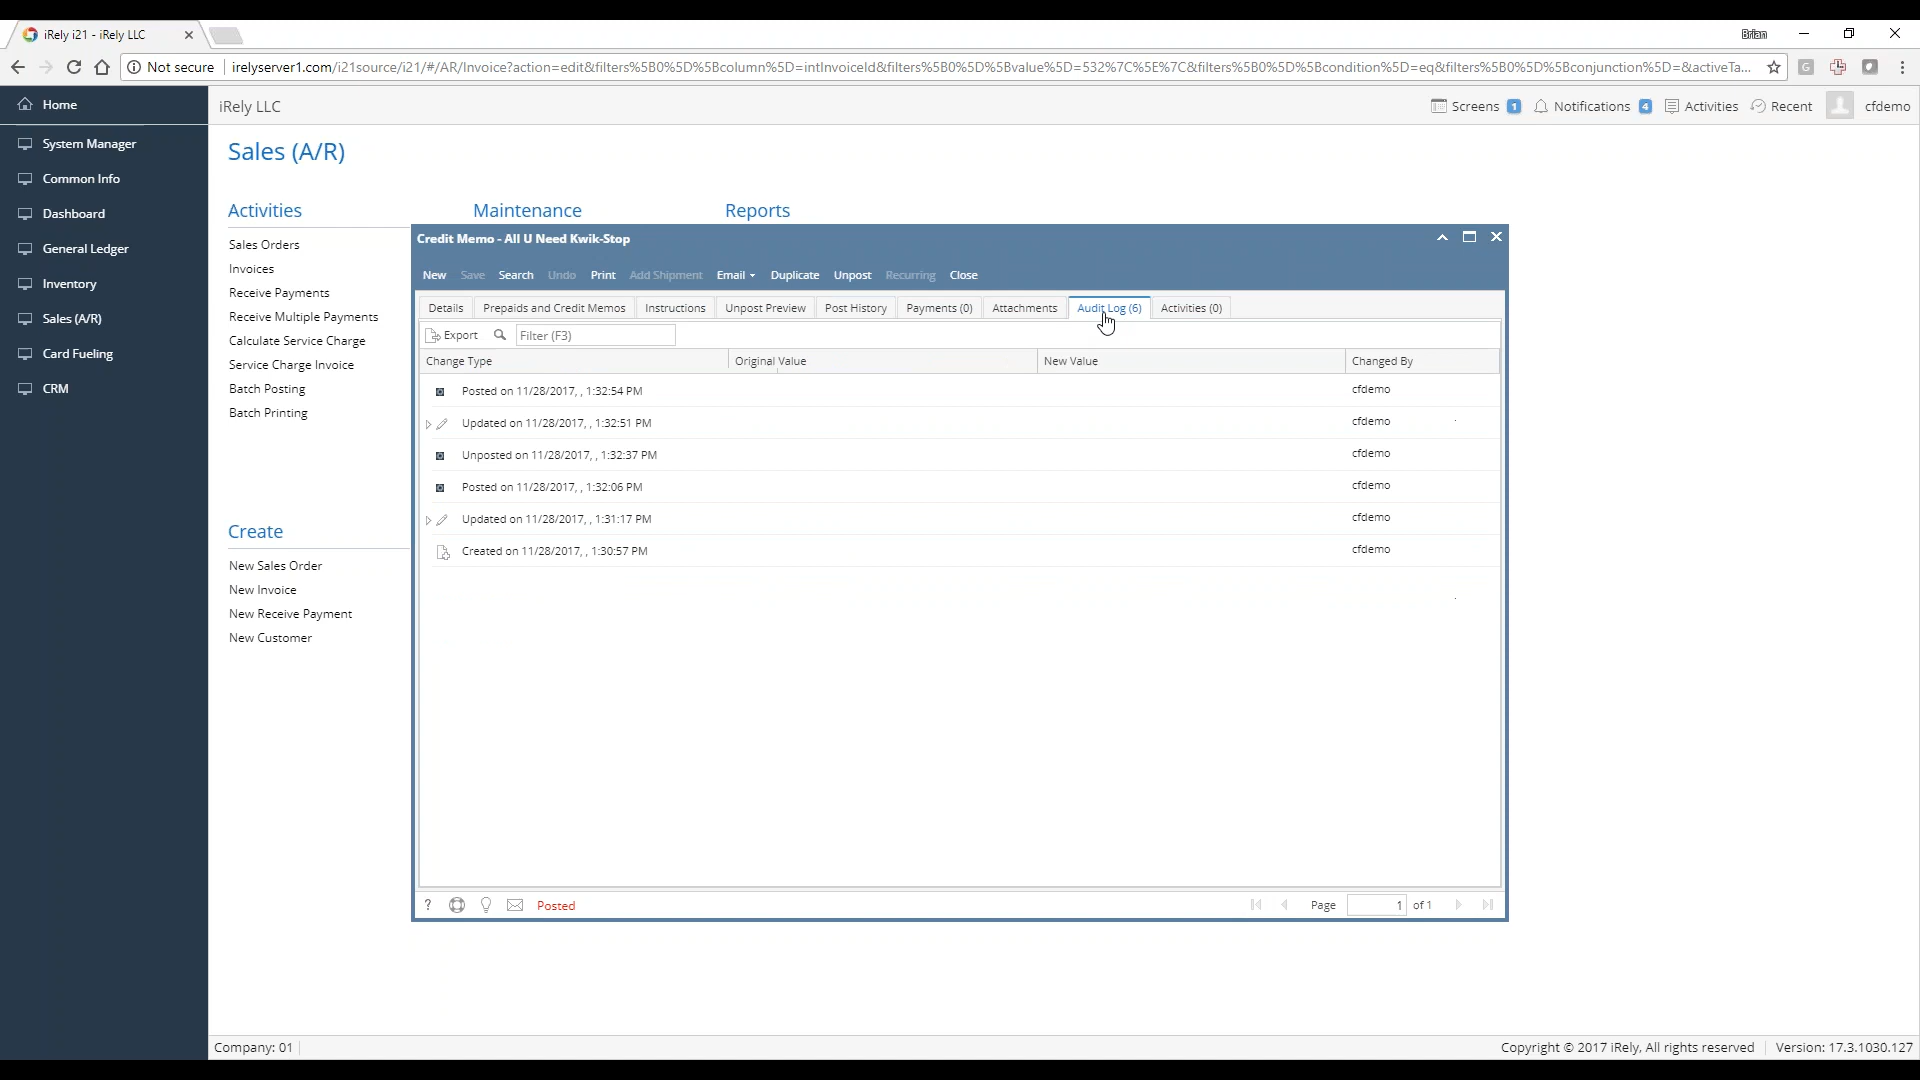 iRely i21 - iRely LLC
Brian
Not secure irelyserver1.com/i21source/i21/#/AR/Invoice?action=edit&filters%5B0%5D%5Bcolumn%5D=intInvoiceId&filters%5B0%5D%5Bvalue%5D=532%7C%5E%7C&filters%5B0%5D%5Bcondition%5D=eq&filters%5B0%5D%5Bconjunction%5D=&activeTa...
Home
iRely LLC
Screens 1 Notifications 4 Activities Recent cfdemo
System Manager
Common Info
Dashboard
General Ledger
Inventory
Sales (A/R)
Card Fueling
CRM
Sales (A/R)
Activities
Sales Orders
Invoices
Receive Payments
Receive Multiple Payments
Calculate Service Charge
Service Charge Invoice
Batch Posting
Batch Printing
Create
New Sales Order
New Invoice
New Receive Payment
New Customer
Maintenance
Reports
Credit Memo - All U Need Kwik-Stop
New Save Search Undo Print Add Shipment Email Duplicate Unpost Recurring Close
Details Prepaids and Credit Memos Instructions Unpost Preview Post History Payments (0) Attachments Audit Log (6) Activities (0)
Export Filter (F3)
Change Type Original Value New Value Changed By
Posted on 11/28/2017, , 1:32:54 PM cfdemo
Updated on 11/28/2017, , 1:32:51 PM cfdemo
Unposted on 11/28/2017, , 1:32:37 PM cfdemo
Posted on 11/28/2017, , 1:32:06 PM cfdemo
Updated on 11/28/2017, , 1:31:17 PM cfdemo
Created on 11/28/2017, , 1:30:57 PM cfdemo
? Posted Page 1 of 1
Company: 01
Copyright © 2017 iRely, All rights reserved Version: 17.3.1030.127